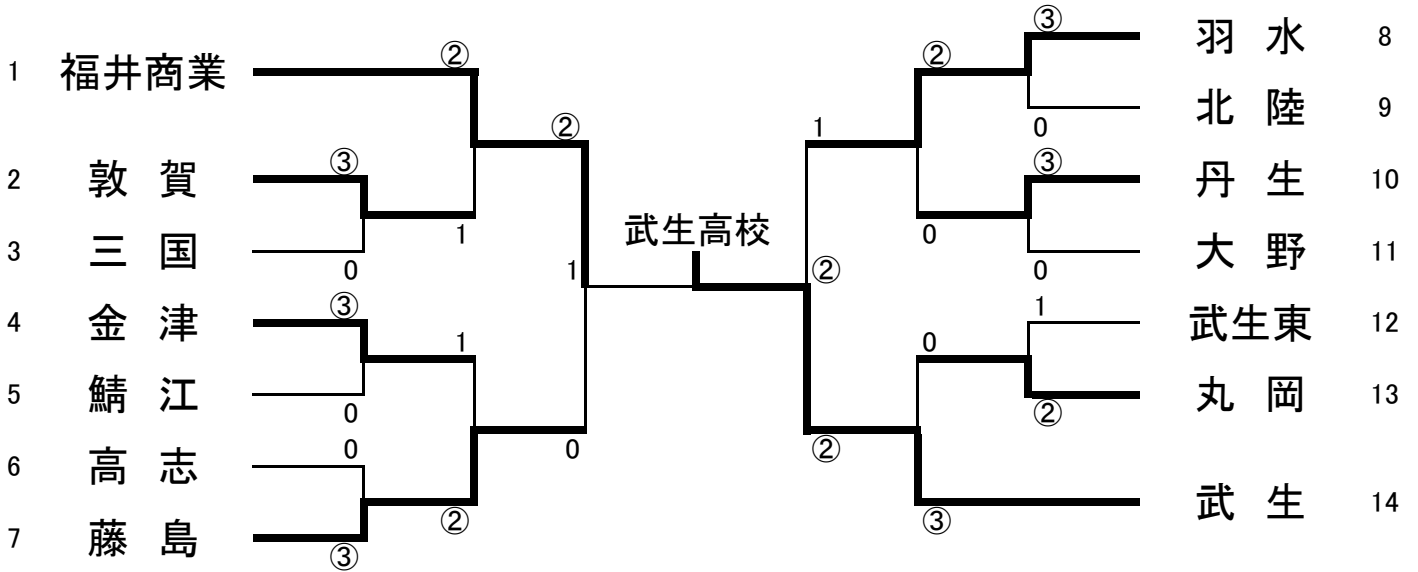 1 福井商業 ②
2 敦賀 ③
1
3 三国 0
②
4 金津 ③
1
5 鯖江 0
6 高志 0
②
7 藤島 ③
1
0
武生高校
②
③ 羽水 8
②
0 北陸 9
1
③ 丹生 10
0
0 大野 11
1 武生東 12
0
② 丸岡 13
②
③ 武生 14